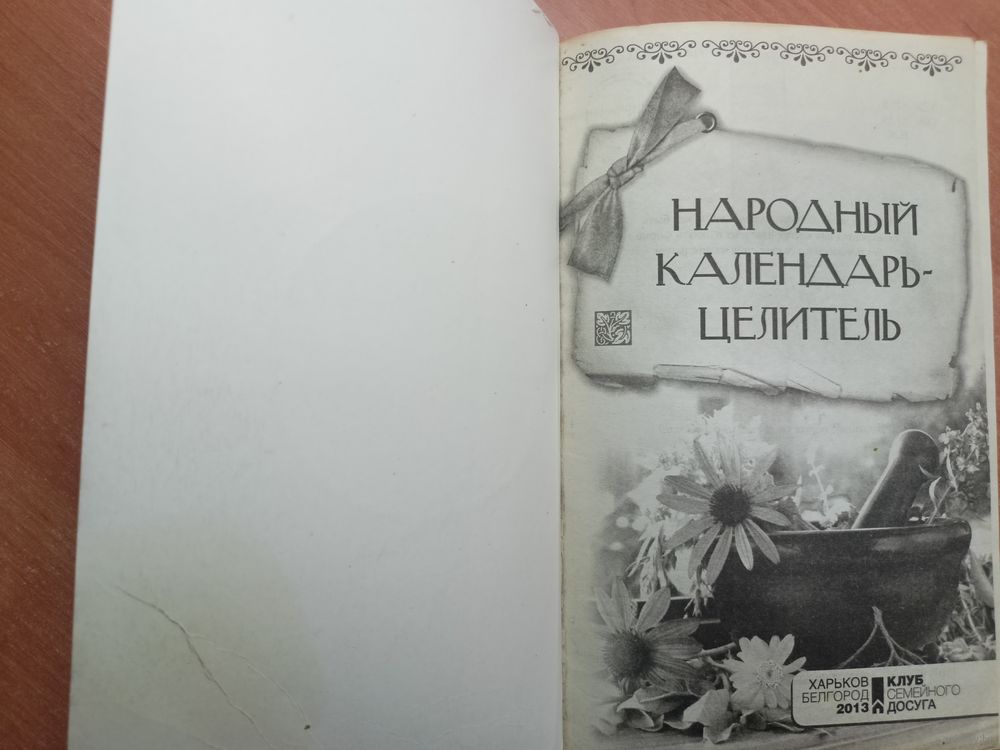 НАРОДНЫЙ
КАЛЕНДАРЬ-
ЦЕЛИТЕЛЬ
ХАРЬКОВ
БЕЛГОРОД
2013
КЛУБ
СЕМЕЙНОГО
ДОСУГА